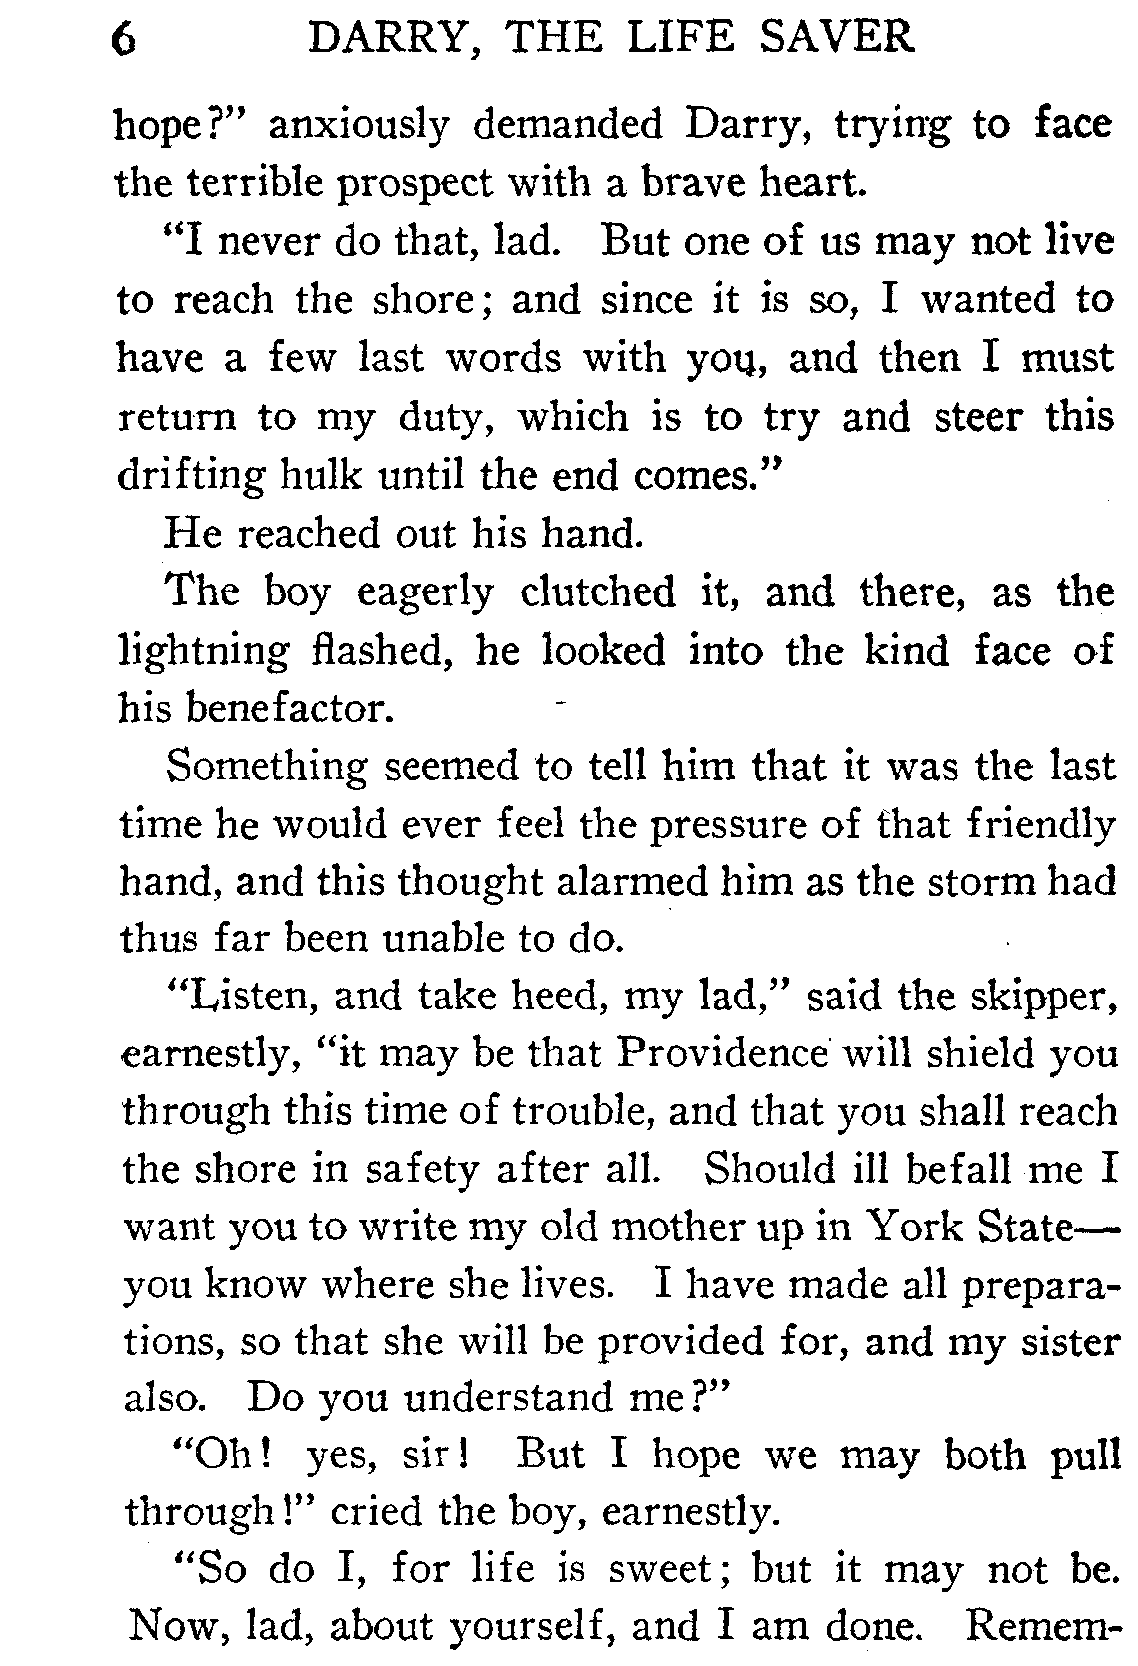 6 DARRY, THE LIFE SAVER
hope?" anxiously demanded Darry, trying to face
the terrible prospect with a brave heart.
"I never do that, lad. But one of us may not live
to reach the shore; and since it is so, I wanted to
have a few last words with you, and then I must
return to my duty, which is to try and steer this
drifting hulk until the end comes."
He reached out his hand.
The boy eagerly clutched it, and there, as the
lightning flashed, he looked into the kind face of
his benefactor.
Something seemed to tell him that it was the last
time he would ever feel the pressure of that friendly
hand, and this thought alarmed him as the storm had
thus far been unable to do.
"Listen, and take heed, my lad," said the skipper,
earnestly, "it may be that Providence will shield you
through this time of trouble, and that you shall reach
the shore in safety after all. Should ill befall me I
want you to write my old mother up in York State—
you know where she lives. I have made all prepara-
tions, so that she will be provided for, and my sister
also. Do you understand me?"
"Oh! yes, sir! But I hope we may both pull
through!" cried the boy, earnestly.
"So do I, for life is sweet; but it may not be.
Now, lad, about yourself, and I am done. Remem-